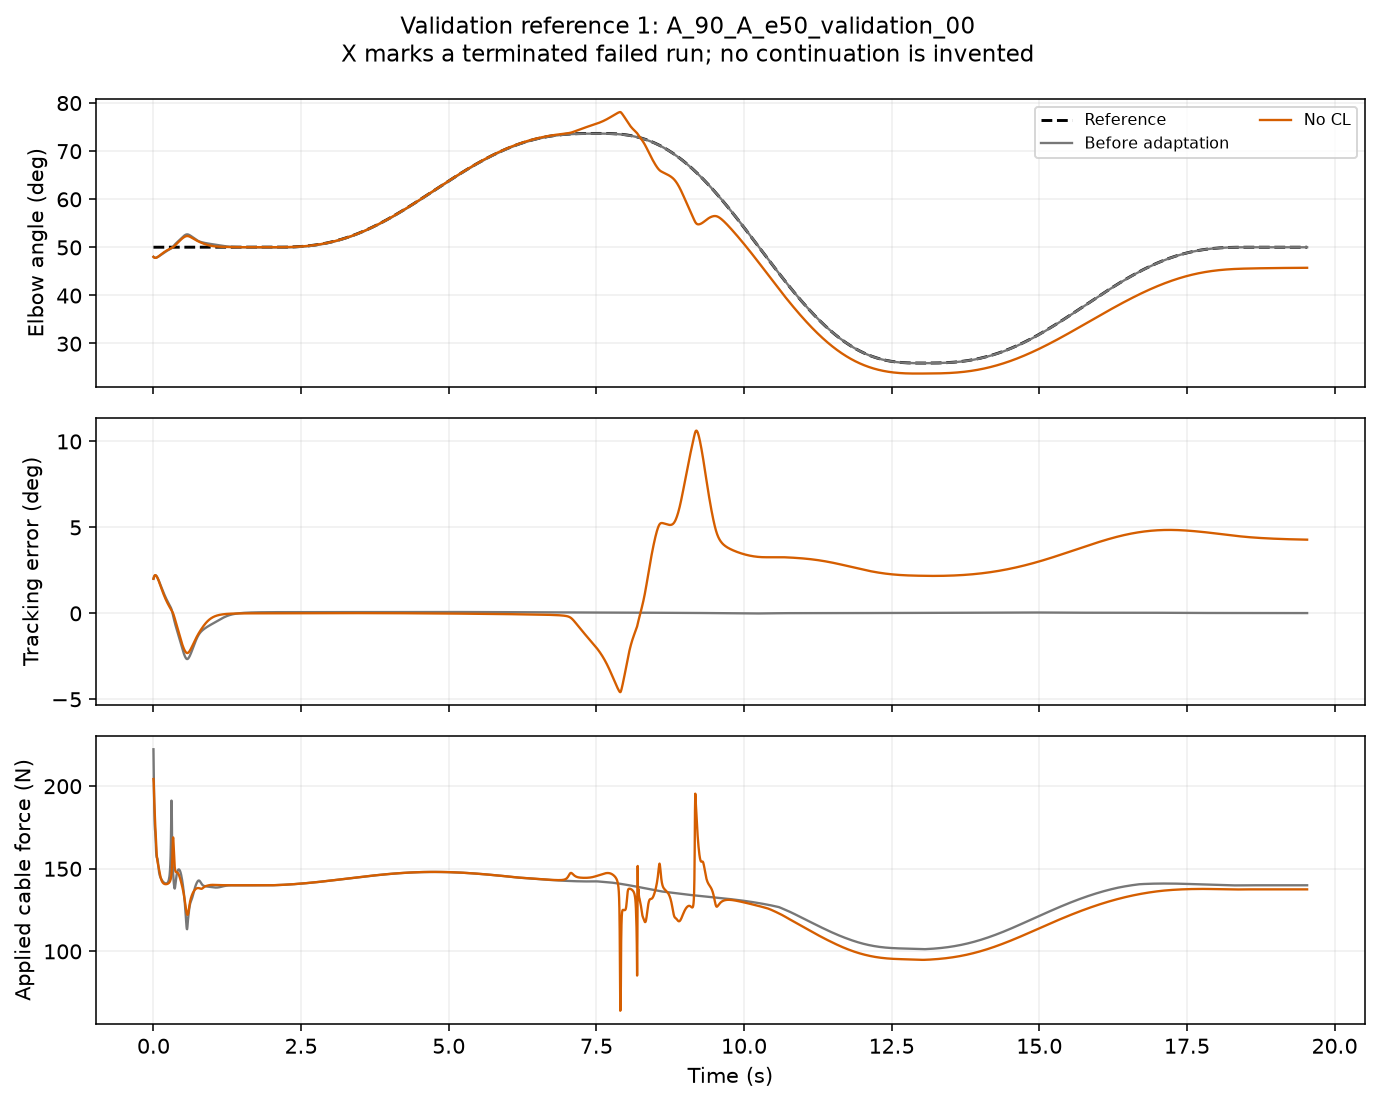 Validation reference 1: A_90_A_e50_validation_00
X marks a terminated failed run; no continuation is invented
Elbow angle (deg)
80
70
60
50
40
30
Reference
Before adaptation
No CL
Tracking error (deg)
10
5
0
−5
Applied cable force (N)
200
150
100
0.0
2.5
5.0
7.5
10.0
12.5
15.0
17.5
20.0
Time (s)